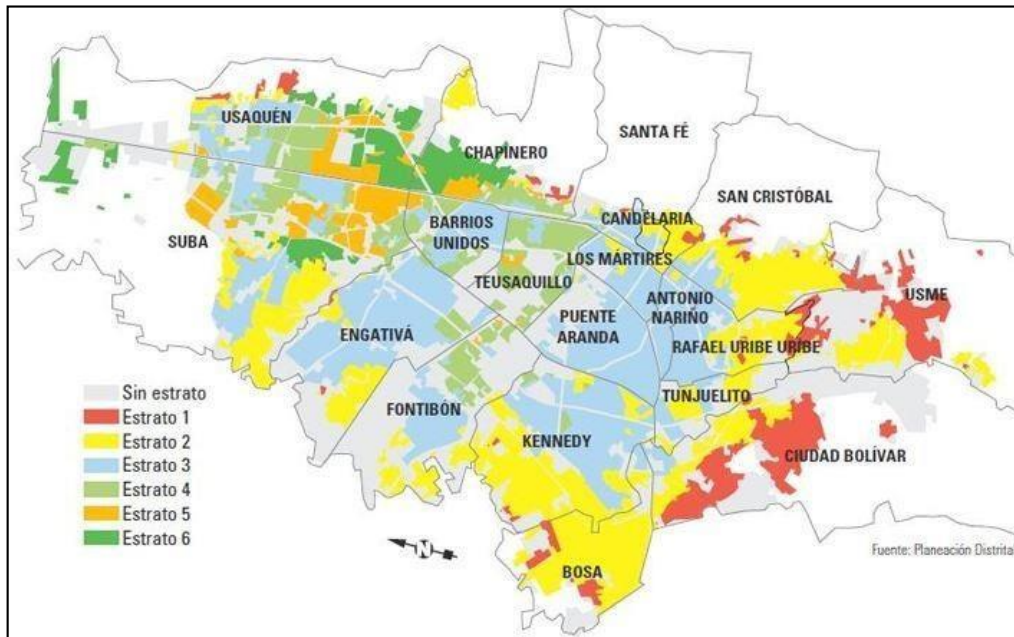 USAQUÉN
CHAPINERO
SANTA FÉ
SAN CRISTÓBAL
SUBA
BARRIOS
UNIDOS
CANDELARIA
LOS MÁRTIRES
TEUSAQUILLO
USME
ENGATIVÁ
PUENTE
ARANDA
ANTONIO
NARIÑO
RAFAEL URIBE URÍBE
FONTIBÓN
TUNJUELITO
KENNEDY
CIUDAD BOLÍVAR
BOSA
Sin estrato
Estrato 1
Estrato 2
Estrato 3
Estrato 4
Estrato 5
Estrato 6
N
Fuente: Planeación Distrital